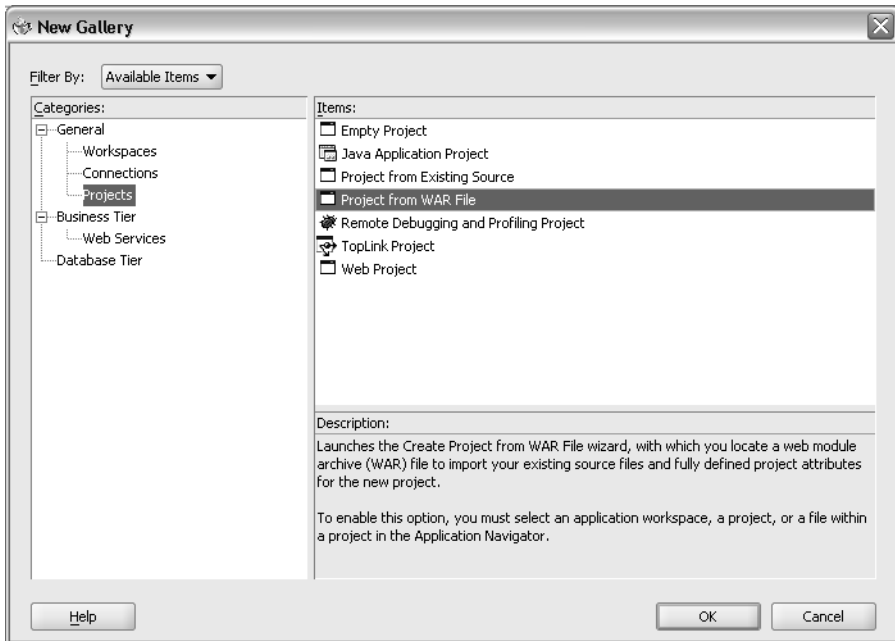 New Gallery
Filter By: Available Items
Categories:
General
Workspaces
Connections
Projects
Business Tier
Web Services
Database Tier
Items:
Empty Project
Java Application Project
Project from Existing Source
Project from WAR File
Remote Debugging and Profiling Project
TopLink Project
Web Project
Description:
Launches the Create Project from WAR File wizard, with which you locate a web module
archive (WAR) file to import your existing source files and fully defined project attributes
for the new project.
To enable this option, you must select an application workspace, a project, or a file within
a project in the Application Navigator.
Help
OK
Cancel